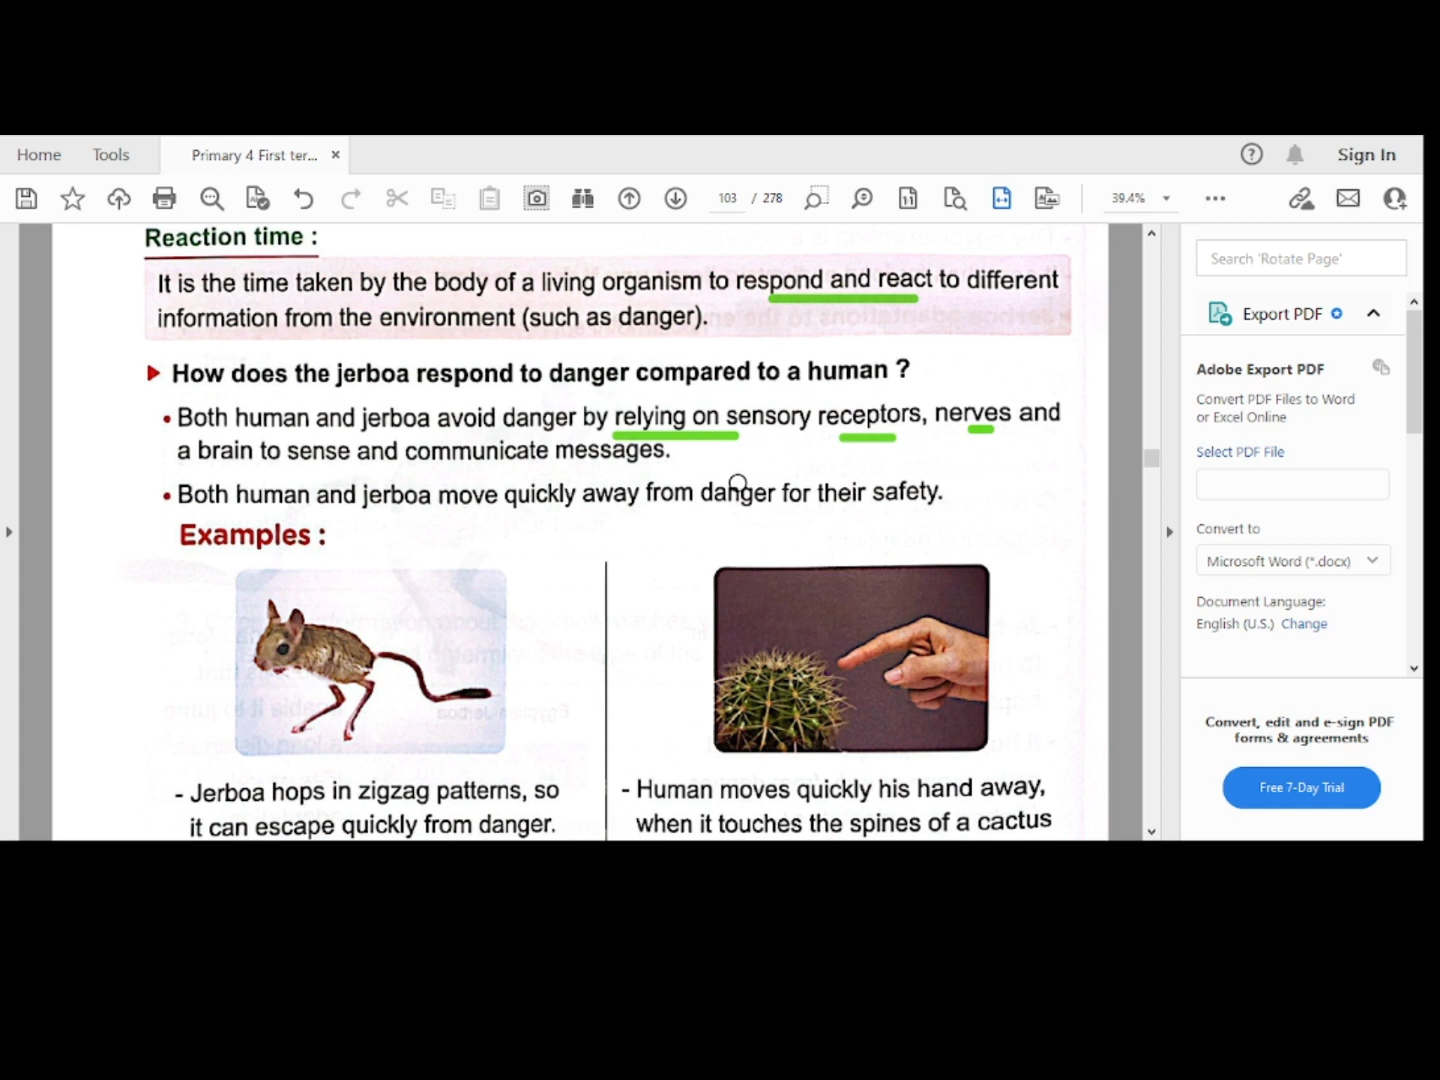 Home Tools Primary 4 First ter... × Sign In
103 / 278 39.4%
Reaction time :
It is the time taken by the body of a living organism to respond and react to different
information from the environment (such as danger).
How does the jerboa respond to danger compared to a human ?
• Both human and jerboa avoid danger by relying on sensory receptors, nerves and
a brain to sense and communicate messages.
• Both human and jerboa move quickly away from danger for their safety.
Examples :
- Jerboa hops in zigzag patterns, so
it can escape quickly from danger.
- Human moves quickly his hand away,
when it touches the spines of a cactus
Search 'Rotate Page'
Export PDF
Adobe Export PDF
Convert PDF Files to Word
or Excel Online
Select PDF File
Convert to
Microsoft Word (*.docx)
Document Language:
English (U.S.) Change
Convert, edit and e-sign PDF
forms & agreements
Free 7-Day Trial